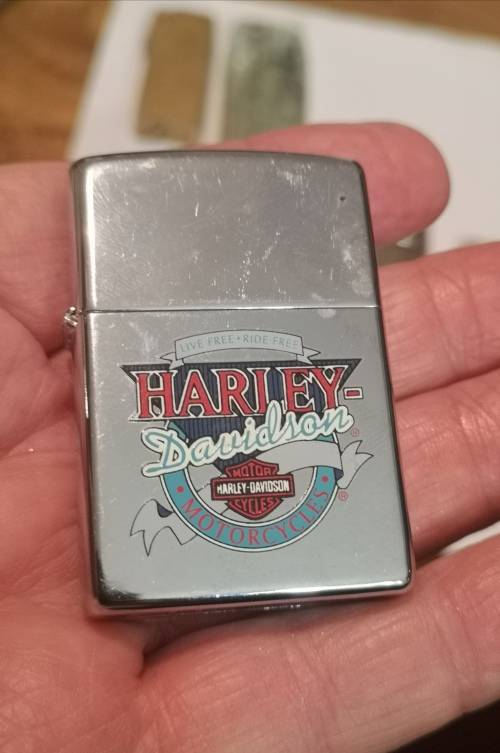 LIVE FREE • RIDE FREE
HARLEY-
Davidson
®
MOTOR
HARLEY-DAVIDSON
CYCLES
®
• MOTORCYCLES •